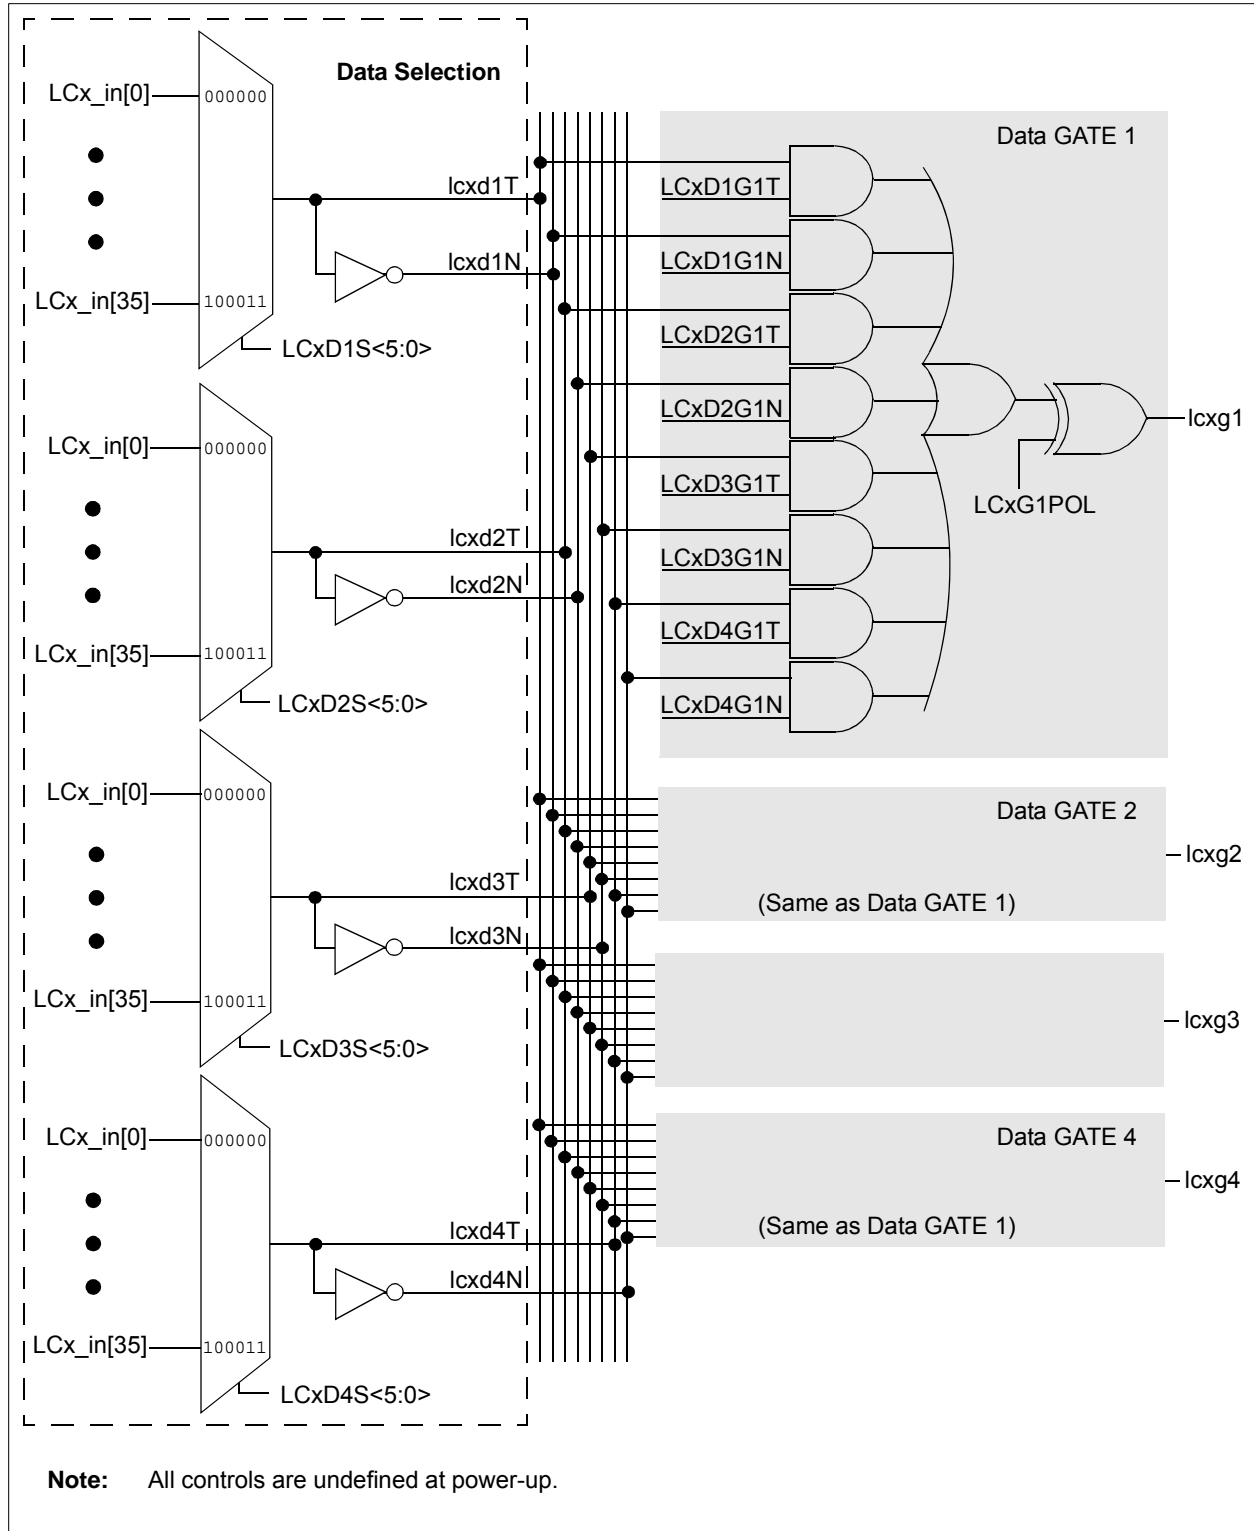 Data Selection
LCx_in[0]
000000
LCx_in[35]
100011
LCxD1S<5:0>
lcxd1T
lcxd1N
LCx_in[0]
000000
LCx_in[35]
100011
LCxD2S<5:0>
lcxd2T
lcxd2N
LCx_in[0]
000000
LCx_in[35]
100011
LCxD3S<5:0>
lcxd3T
lcxd3N
LCx_in[0]
000000
LCx_in[35]
100011
LCxD4S<5:0>
lcxd4T
lcxd4N
Data GATE 1
LCxD1G1T
LCxD1G1N
LCxD2G1T
LCxD2G1N
LCxD3G1T
LCxD3G1N
LCxD4G1T
LCxD4G1N
LCxG1POL
lcxg1
Data GATE 2
(Same as Data GATE 1)
lcxg2
lcxg3
Data GATE 4
(Same as Data GATE 1)
lcxg4
Note: All controls are undefined at power-up.